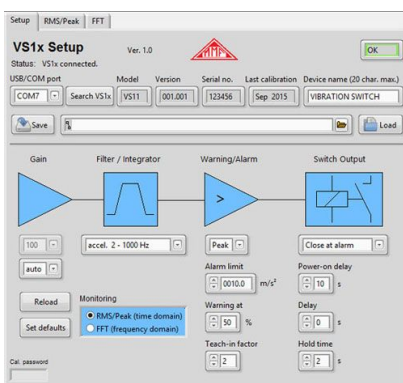 Setup RMS/Peak FFT
VS1x Setup Ver. 1.0 MMF OK
Status: VS1x connected.
USB/COM port Model Version Serial no. Last calibration Device name (20 char. max.)
COM7 Search VS1x VS11 001.001 123456 Sep 2015 VIBRATION SWITCH
Save Load
Gain Filter / Integrator Warning/Alarm Switch Output
>
100 accel. 2 - 1000 Hz Peak Close at alarm
auto Alarm limit Power-on delay
0010.0 m/s² 10 s
Reload Monitoring Warning at Delay
RMS/Peak (time domain) 50 % 0 s
Set defaults FFT (frequency domain) Teach-in factor Hold time
2 2 s
Cal. password